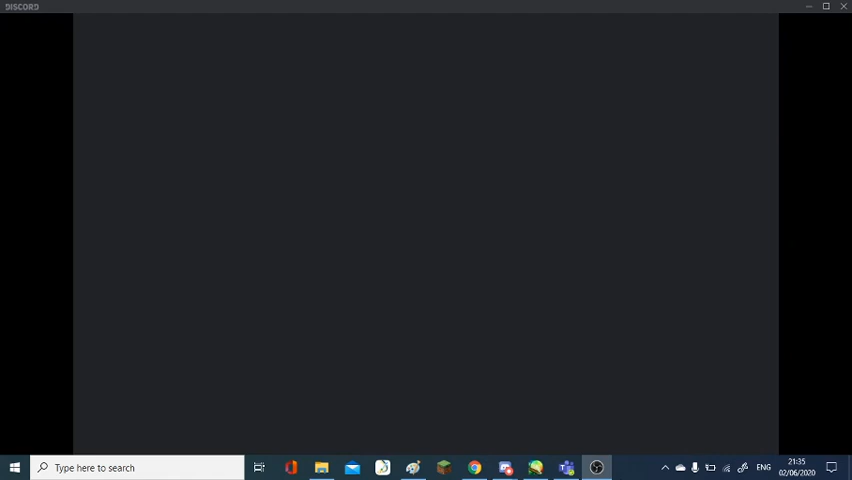 DISCORD
Type here to search
ENG
21:35
02/06/2020